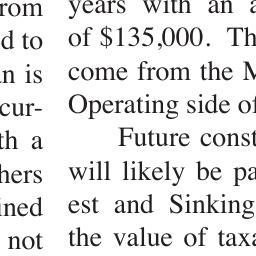 rom
d to
n is
cur-
th a
hers
ined
not
years with an
of $135,000. Th
come from the M
Operating side of
Future const
will likely be pa
est and Sinking
the value of taxa